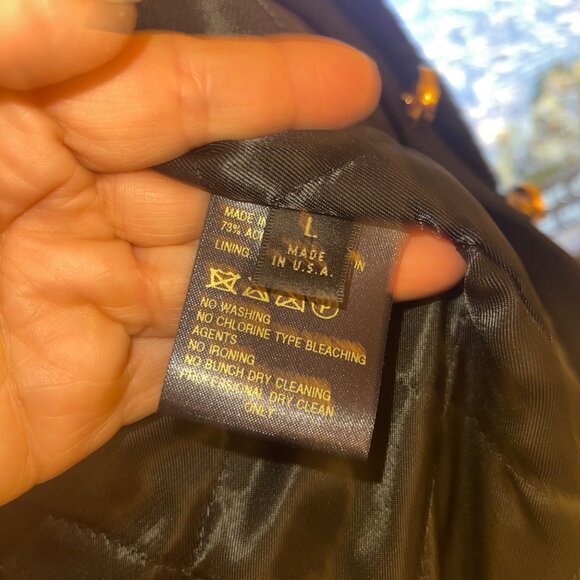 L
MADE
IN U.S.A.
MADE IN
73% AC
LINING:
P
NO WASHING
NO CHLORINE TYPE BLEACHING
AGENTS
NO IRONING
NO BUNCH DRY CLEANING
PROFESSIONAL DRY CLEAN
ONLY